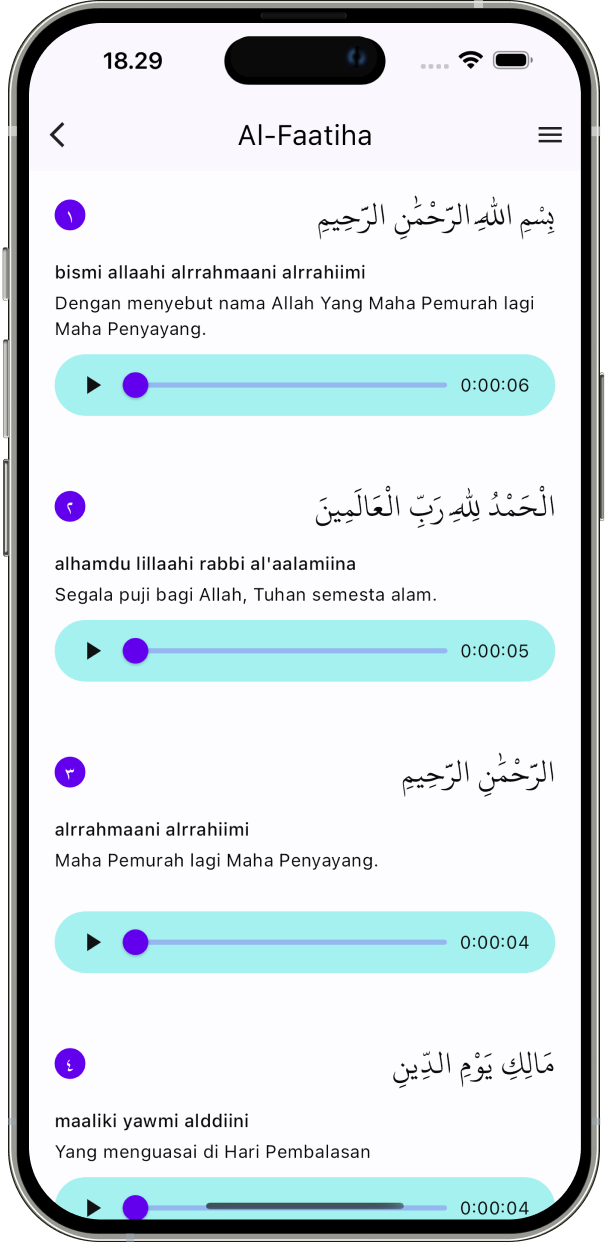 18.29
Al-Faatiha
١
بِسْمِ اللّٰهِ الرَّحْمٰنِ الرَّحِيمِ
bismi allaahi alrrahmaani alrrahiimi
Dengan menyebut nama Allah Yang Maha Pemurah lagi
Maha Penyayang.
0:00:06
٢
الْحَمْدُ لِلّٰهِ رَبِّ الْعَالَمِينَ
alhamdu lillaahi rabbi al'aalamiina
Segala puji bagi Allah, Tuhan semesta alam.
0:00:05
٣
الرَّحْمٰنِ الرَّحِيمِ
alrrahmaani alrrahiimi
Maha Pemurah lagi Maha Penyayang.
0:00:04
٤
مَالِكِ يَوْمِ الدِّينِ
maaliki yawmi alddiini
Yang menguasai di Hari Pembalasan
0:00:04